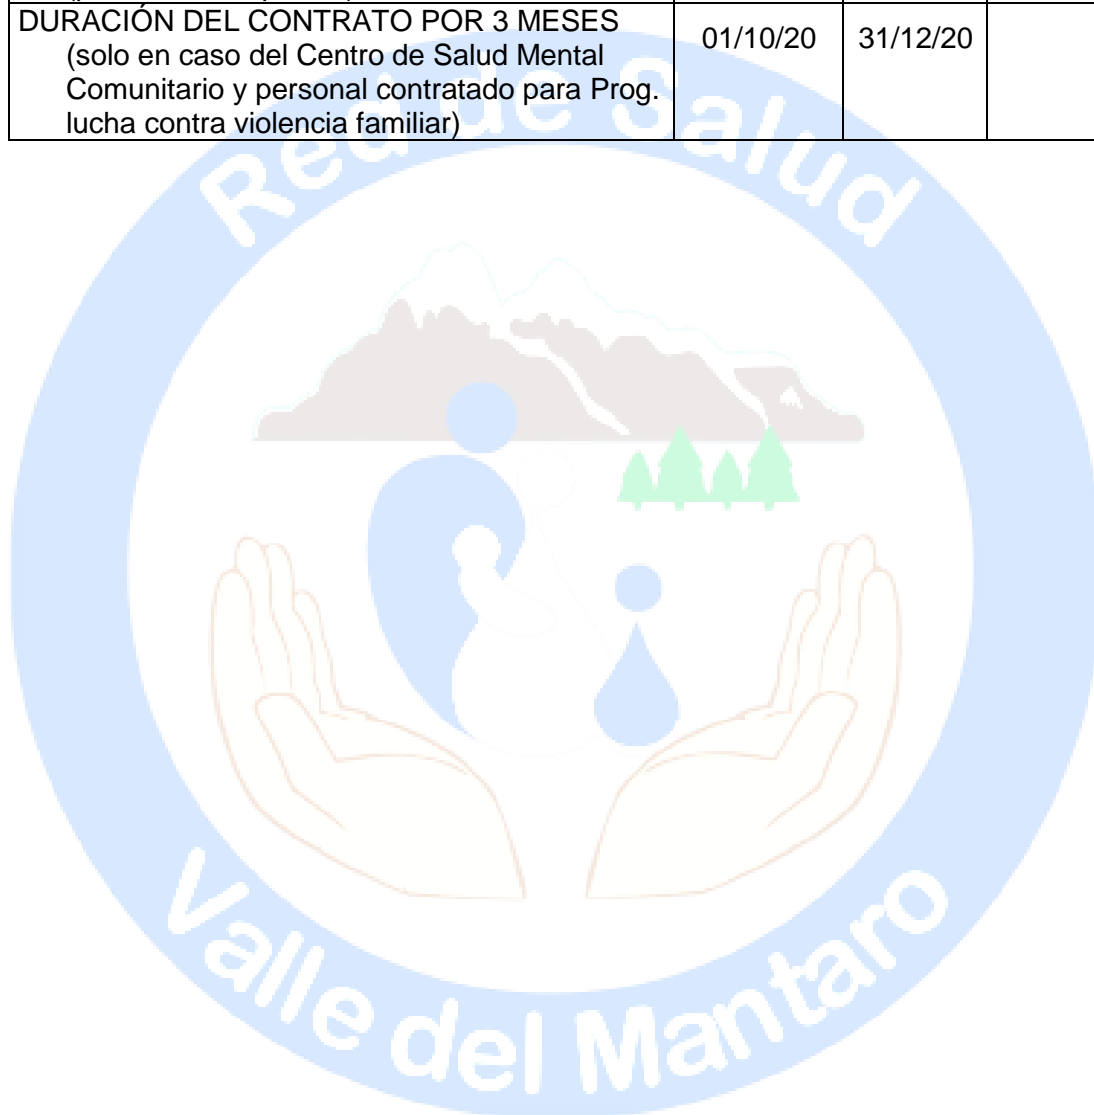 DURACIÓN DEL CONTRATO POR 3 MESES
(solo en caso del Centro de Salud Mental
Comunitario y personal contratado para Prog.
lucha contra violencia familiar)
01/10/20
31/12/20
Red de Salud
Valle del Mantaro